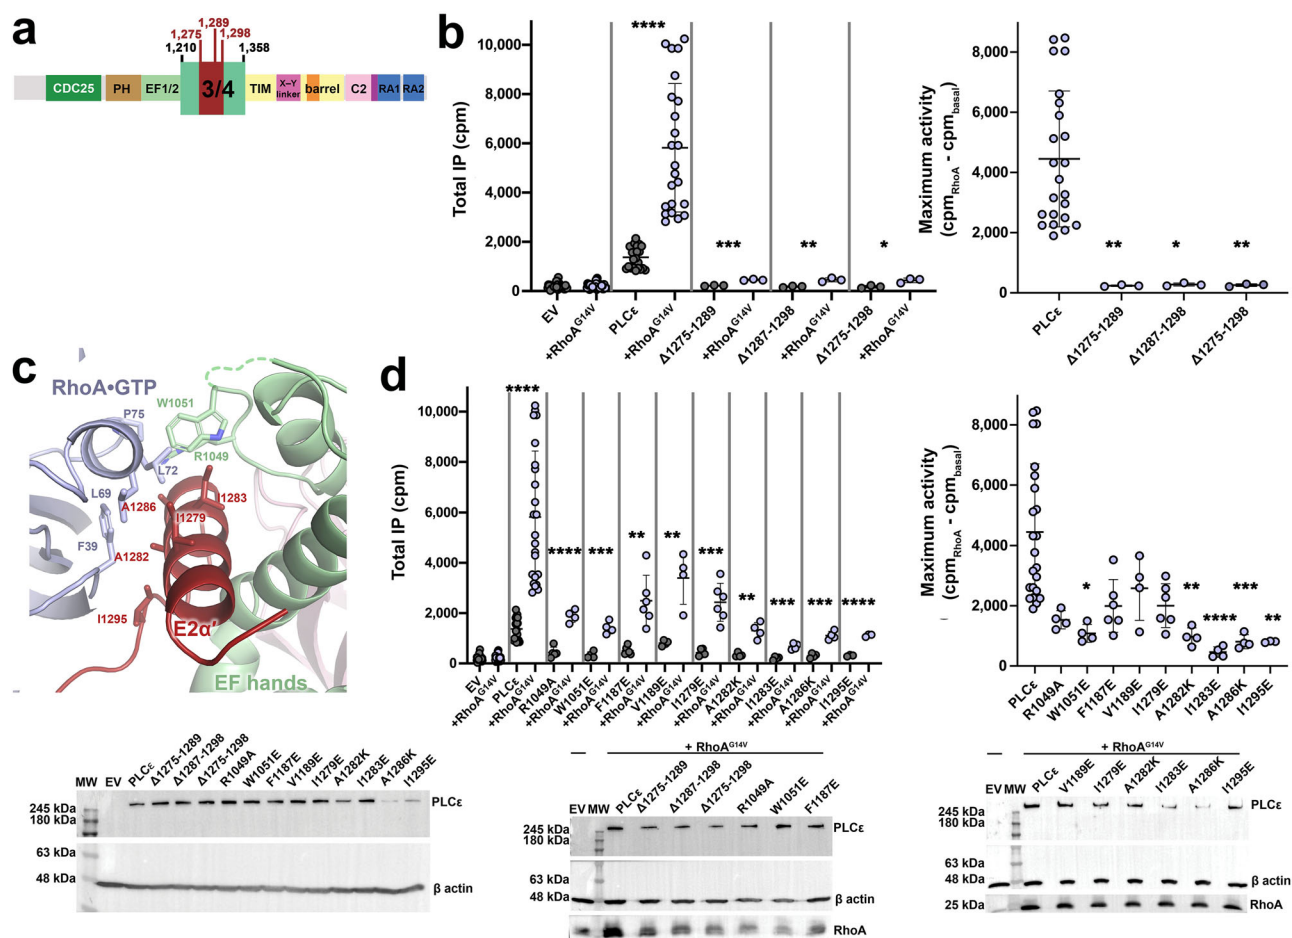 a
1,289
1,275
1,298
1,210
1,358
CDC25 PH EF1/2 3/4 TIM X–Y linker barrel C2 RA1 RA2
b
Total IP (cpm)
10,000
8,000
6,000
4,000
2,000
0
****
***
**
*
EV
+RhoA^G14V
PLCε
+RhoA^G14V
Δ1275-1289
+RhoA^G14V
Δ1287-1298
+RhoA^G14V
Δ1275-1298
+RhoA^G14V
Maximum activity
(cpm_RhoA - cpm_basal)
8,000
6,000
4,000
2,000
0
**
*
**
PLCε
Δ1275-1289
Δ1287-1298
Δ1275-1298
c
RhoA•GTP
W1051
P75
R1049
L72
L69
I1283
A1286
I1279
F39
A1282
I1295
E2α′
EF hands
d
Total IP (cpm)
10,000
8,000
6,000
4,000
2,000
0
****
****
***
**
**
***
**
***
***
****
EV
+RhoA^G14V
PLCε
+RhoA^G14V
R1049A
+RhoA^G14V
W1051E
+RhoA^G14V
F1187E
+RhoA^G14V
V1189E
+RhoA^G14V
I1279E
+RhoA^G14V
A1282K
+RhoA^G14V
I1283E
+RhoA^G14V
A1286K
+RhoA^G14V
I1295E
+RhoA^G14V
Maximum activity
(cpm_RhoA - cpm_basal)
8,000
6,000
4,000
2,000
0
*
**
****
***
**
PLCε
R1049A
W1051E
F1187E
V1189E
I1279E
A1282K
I1283E
A1286K
I1295E
MW EV PLCε Δ1275-1289 Δ1287-1298 Δ1275-1298 R1049A W1051E F1187E V1189E I1279E A1282K I1283E A1286K I1295E
245 kDa
180 kDa
PLCε
63 kDa
48 kDa
β actin
+ RhoA^G14V
EV MW PLCε Δ1275-1289 Δ1287-1298 Δ1275-1298 R1049A W1051E F1187E
245 kDa
180 kDa
PLCε
63 kDa
48 kDa
β actin
RhoA
+ RhoA^G14V
EV MW PLCε V1189E I1279E A1282K I1283E A1286K I1295E
245 kDa
180 kDa
PLCε
63 kDa
48 kDa
β actin
25 kDa
RhoA